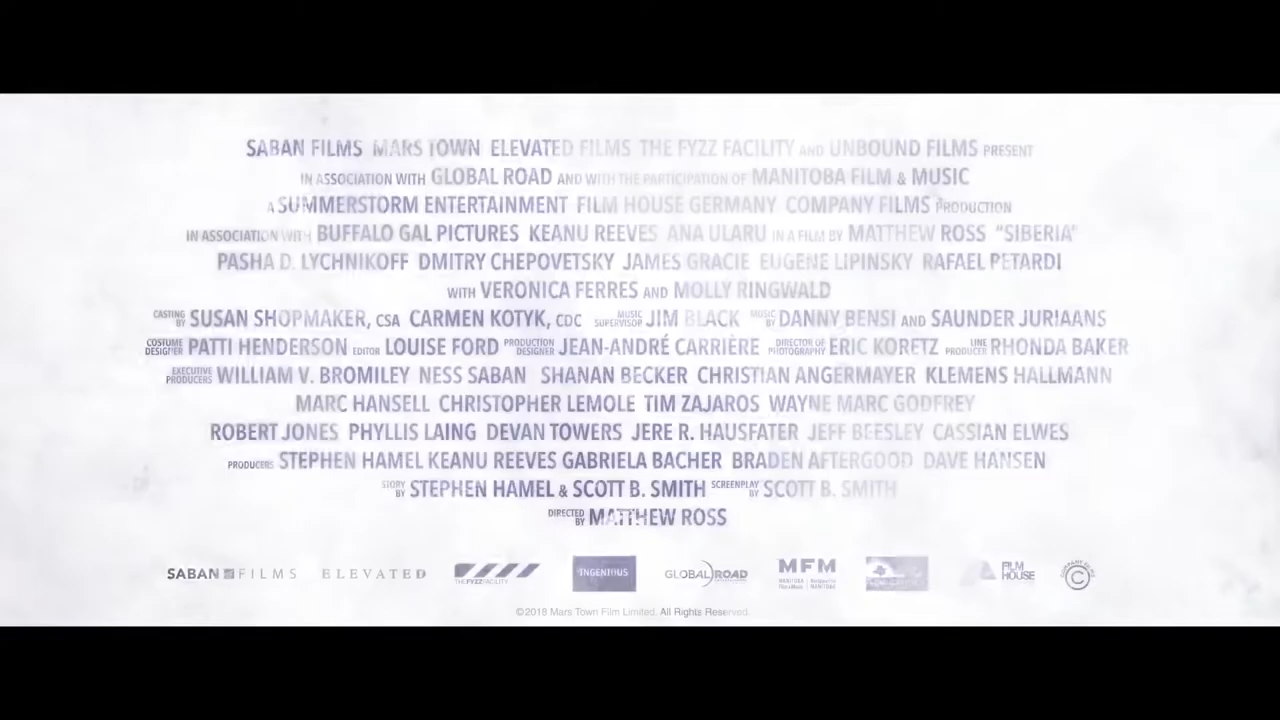 SABAN FILMS MARS TOWN ELEVATED FILMS THE FYZZ FACILITY AND UNBOUND FILMS PRESENT
IN ASSOCIATION WITH GLOBAL ROAD AND WITH THE PARTICIPATION OF MANITOBA FILM & MUSIC
A SUMMERSTORM ENTERTAINMENT FILM HOUSE GERMANY COMPANY FILMS PRODUCTION
IN ASSOCIATION WITH BUFFALO GAL PICTURES KEANU REEVES ANA ULARU IN A FILM BY MATTHEW ROSS "SIBERIA"
PASHA D. LYCHNIKOFF DMITRY CHEPOVETSKY JAMES GRACIE EUGENE LIPINSKY RAFAEL PETARDI
WITH VERONICA FERRES AND MOLLY RINGWALD
CASTING BY SUSAN SHOPMAKER, CSA CARMEN KOTYK, CDC MUSIC SUPERVISOR JIM BLACK MUSIC BY DANNY BENSI AND SAUNDER JURIAANS
COSTUME DESIGNER PATTI HENDERSON EDITOR LOUISE FORD PRODUCTION DESIGNER JEAN-ANDRÉ CARRIÈRE DIRECTOR OF PHOTOGRAPHY ERIC KORETZ LINE PRODUCER RHONDA BAKER
EXECUTIVE PRODUCERS WILLIAM V. BROMILEY NESS SABAN SHANAN BECKER CHRISTIAN ANGERMAYER KLEMENS HALLMANN
MARC HANSELL CHRISTOPHER LEMOLE TIM ZAJAROS WAYNE MARC GODFREY
ROBERT JONES PHYLLIS LAING DEVAN TOWERS JERE R. HAUSFATER JEFF BEESLEY CASSIAN ELWES
PRODUCERS STEPHEN HAMEL KEANU REEVES GABRIELA BACHER BRADEN AFTERGOOD DAVE HANSEN
STORY BY STEPHEN HAMEL & SCOTT B. SMITH SCREENPLAY BY SCOTT B. SMITH
DIRECTED BY MATTHEW ROSS
SABAN FILMS ELEVATED THE FYZZ FACILITY INGENIOUS GLOBAL ROAD MFM FILM HOUSE COMPANY FILMS
©2018 Mars Town Film Limited. All Rights Reserved.